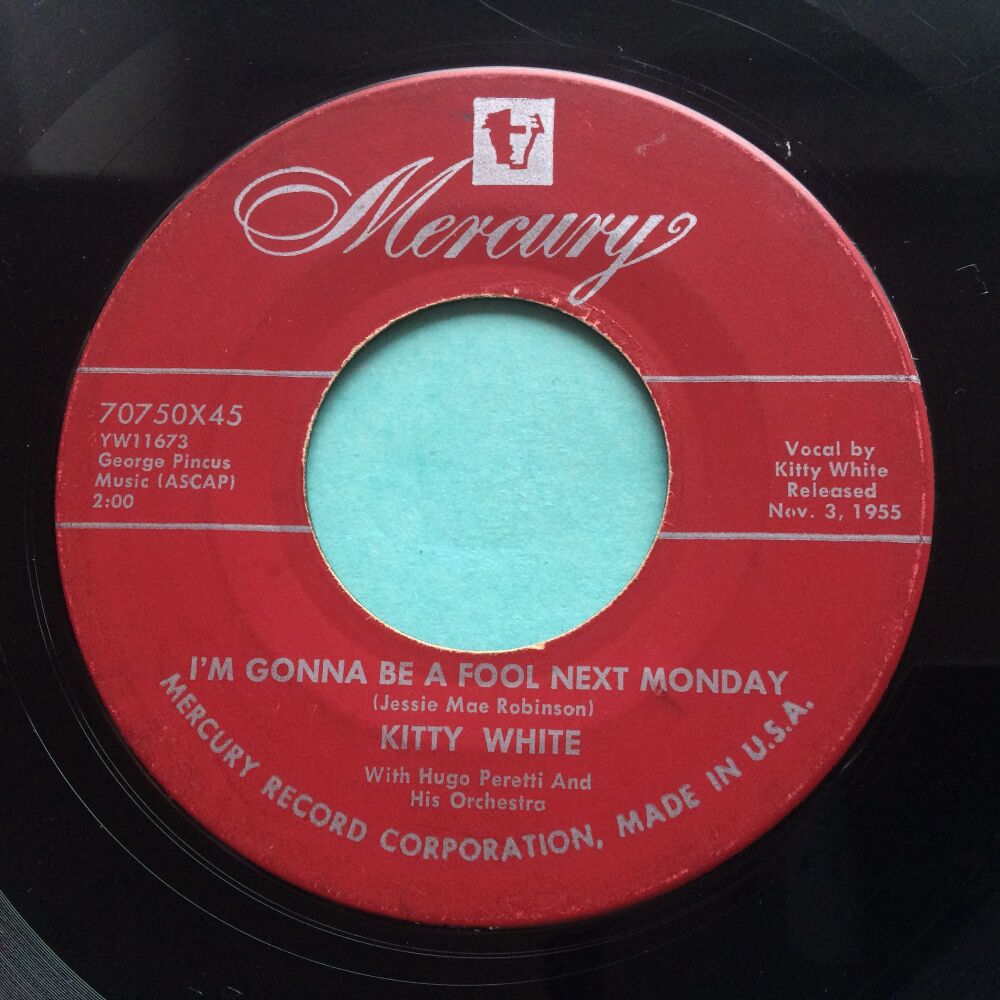 Mercury
70750X45
YW11673
George Pincus
Music (ASCAP)
2:00
Vocal by
Kitty White
Released
Nov. 3, 1955
I'M GONNA BE A FOOL NEXT MONDAY
(Jessie Mae Robinson)
KITTY WHITE
With Hugo Peretti And
His Orchestra
MERCURY RECORD CORPORATION, MADE IN U.S.A.